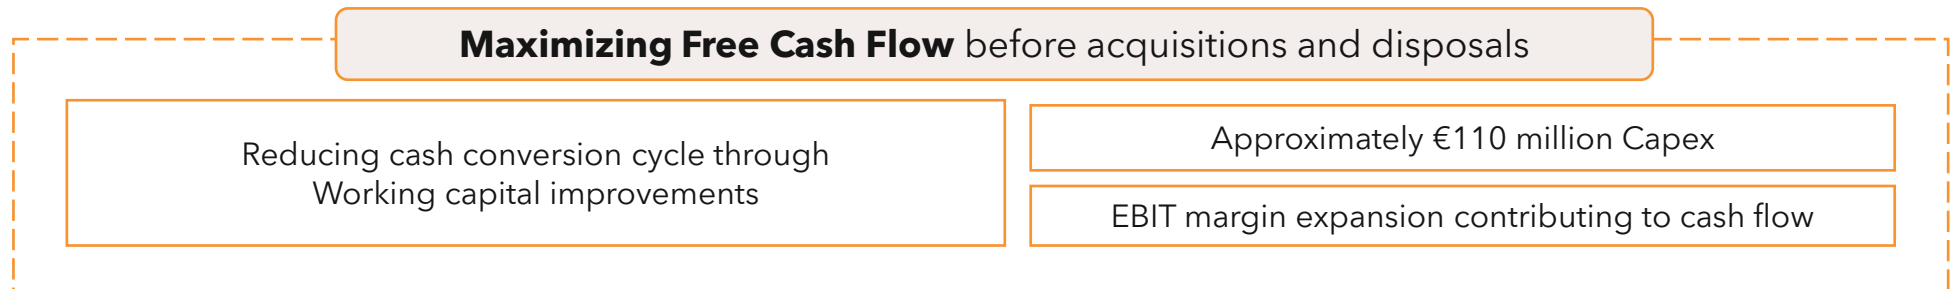 Maximizing Free Cash Flow before acquisitions and disposals
Reducing cash conversion cycle through
Working capital improvements
Approximately €110 million Capex
EBIT margin expansion contributing to cash flow